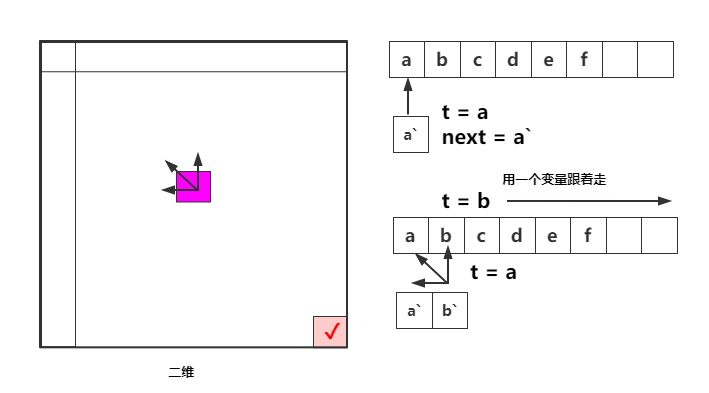 a b c d e f
t = a
a`
next = a`
用一个变量跟着走
t = b
a b c d e f
t = a
a` b`
✓
二维